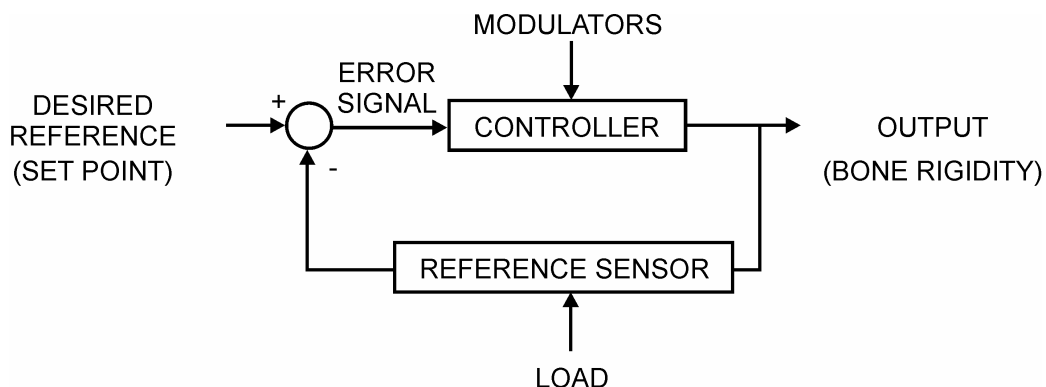 MODULATORS
ERROR
SIGNAL
DESIRED
REFERENCE
(SET POINT)
+
-
CONTROLLER
OUTPUT
(BONE RIGIDITY)
REFERENCE SENSOR
LOAD